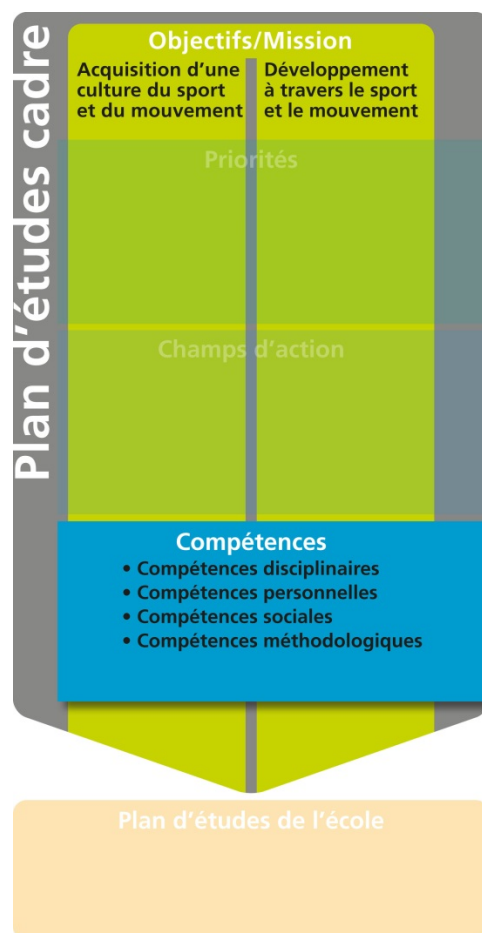 Plan d'études cadre
Objectifs/Mission
Acquisition d'une
culture du sport
et du mouvement
Développement
à travers le sport
et le mouvement
Priorités
Champs d'action
Compétences
• Compétences disciplinaires
• Compétences personnelles
• Compétences sociales
• Compétences méthodologiques
Plan d'études de l'école